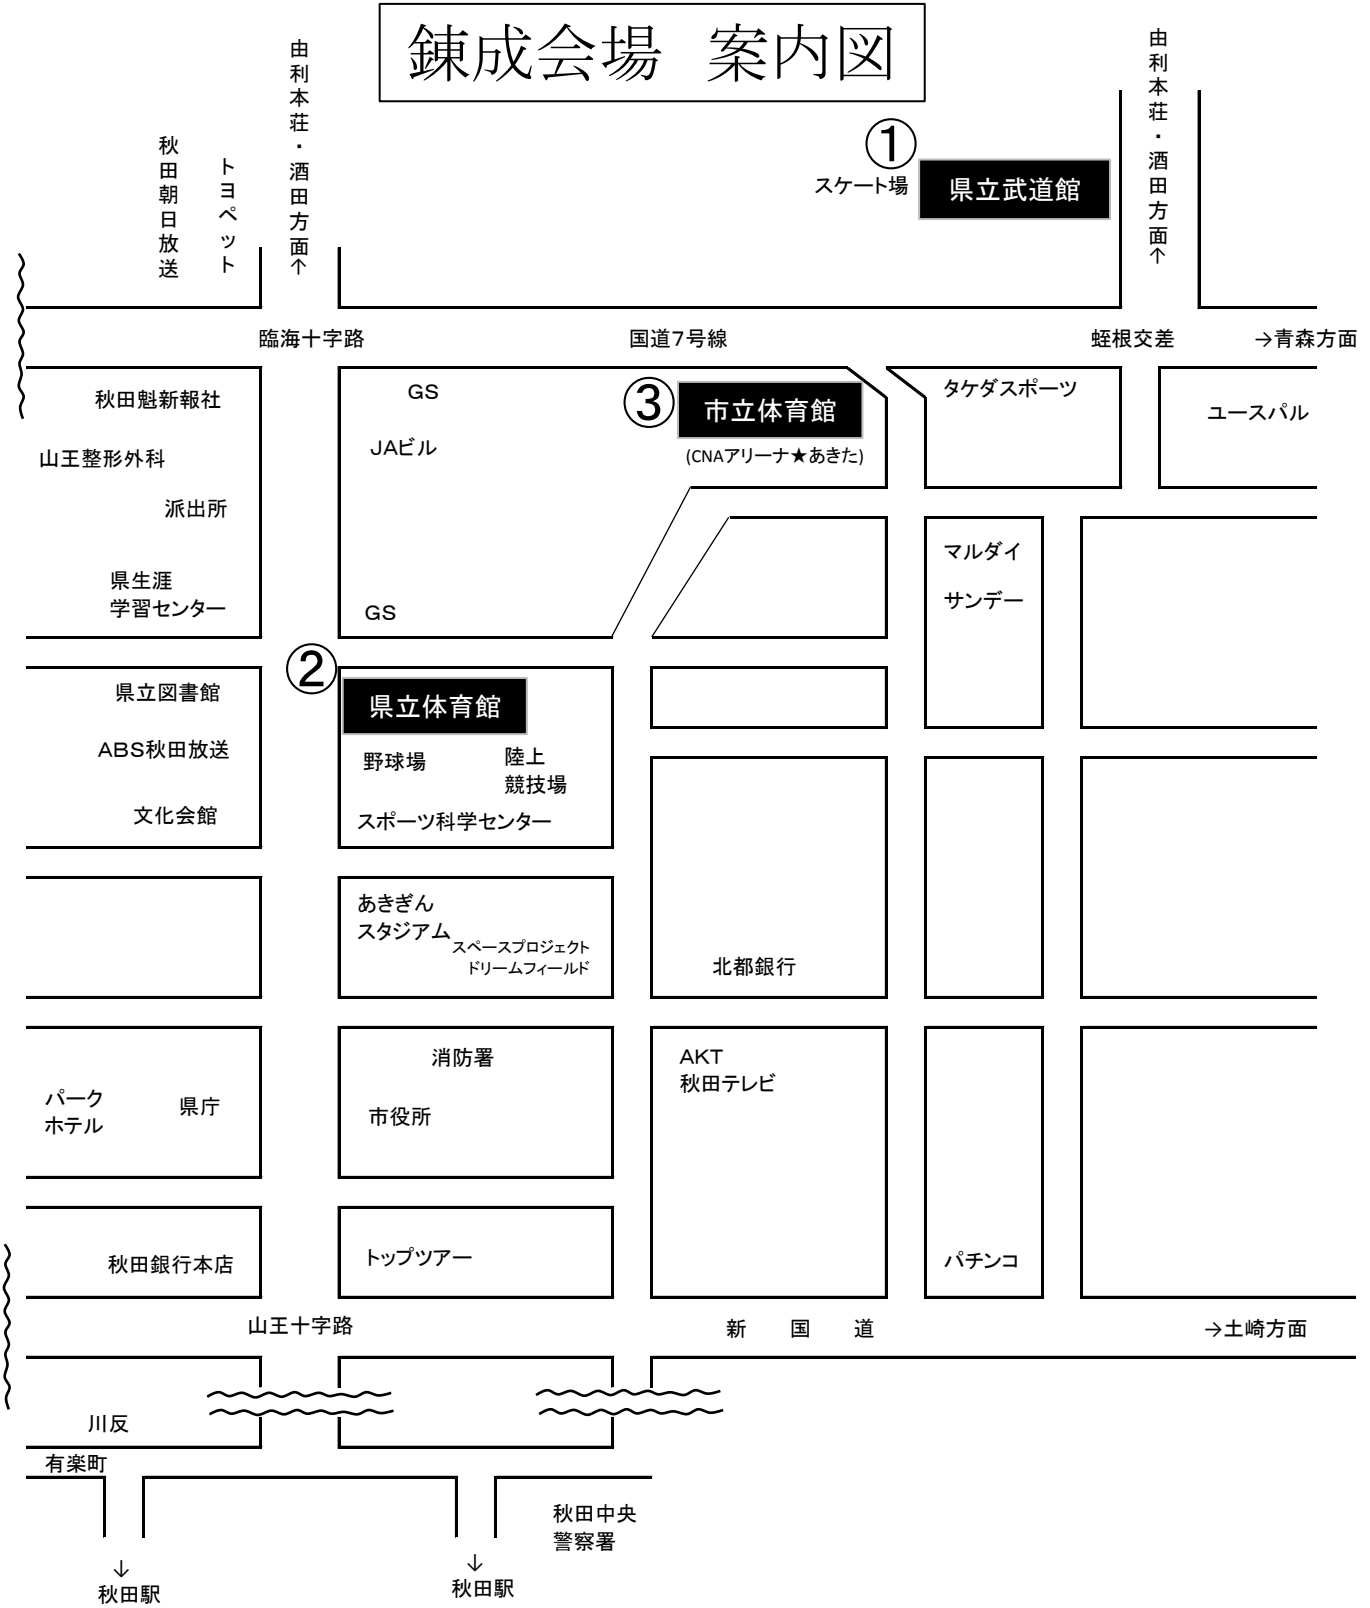 錬成会場　案内図
由利本荘・酒田方面↑
由利本荘・酒田方面↑
秋田朝日放送
トヨペット
①
スケート場
県立武道館
臨海十字路
国道7号線
蛭根交差
→青森方面
秋田魁新報社
山王整形外科
派出所
県生涯
学習センター
GS
JAビル
GS
③
市立体育館
(CNAアリーナ★あきた)
タケダスポーツ
ユースパル
マルダイ
サンデー
②
県立体育館
県立図書館
ABS秋田放送
文化会館
野球場
陸上
競技場
スポーツ科学センター
あきぎん
スタジアム
スペースプロジェクト
ドリームフィールド
北都銀行
パーク
ホテル
県庁
消防署
市役所
AKT
秋田テレビ
秋田銀行本店
トップツアー
パチンコ
山王十字路
新　国　道
→土崎方面
川反
有楽町
秋田中央
警察署
↓
秋田駅
↓
秋田駅